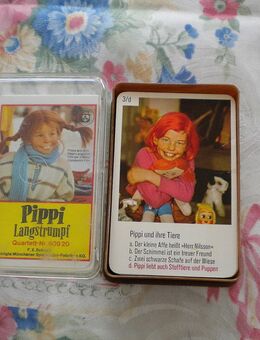 Pippi
Langstrumpf
Quartett-Nr.
F.X. Schmid
3/d
Pippi und ihre Tiere
a. Der kleine Affe heißt »Herr Nilsson«
b. Der Schimmel ist ein treuer Freund
c. Zwei schwarze Schafe auf der Wiese
d. Pippi liebt auch Stofftiere und Puppen